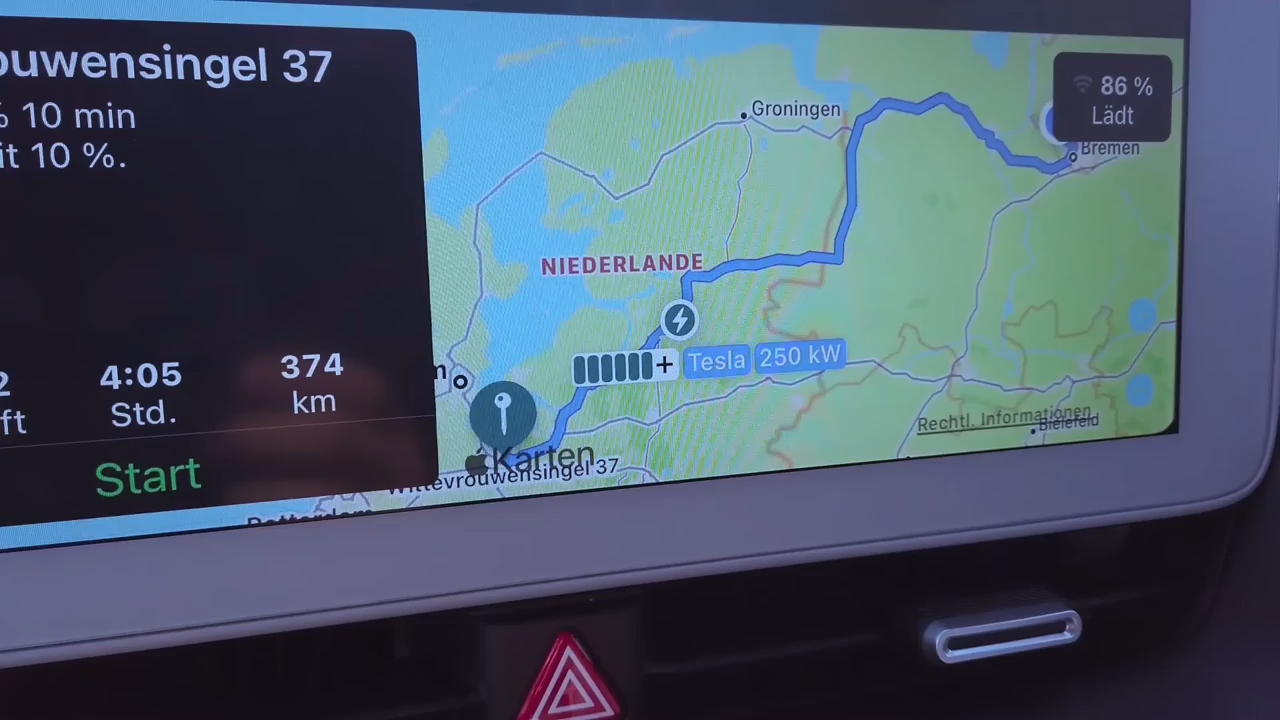 ouwensingel 37
% 10 min
it 10 %.
2
ft
4:05
Std.
374
km
Start
86 %
Lädt
Groningen
Bremen
NIEDERLANDE
+ Tesla 250 kW
Rechtl. Informationen
Bielefeld
Karten
Wittevrouwensingel 37
Rotterdam